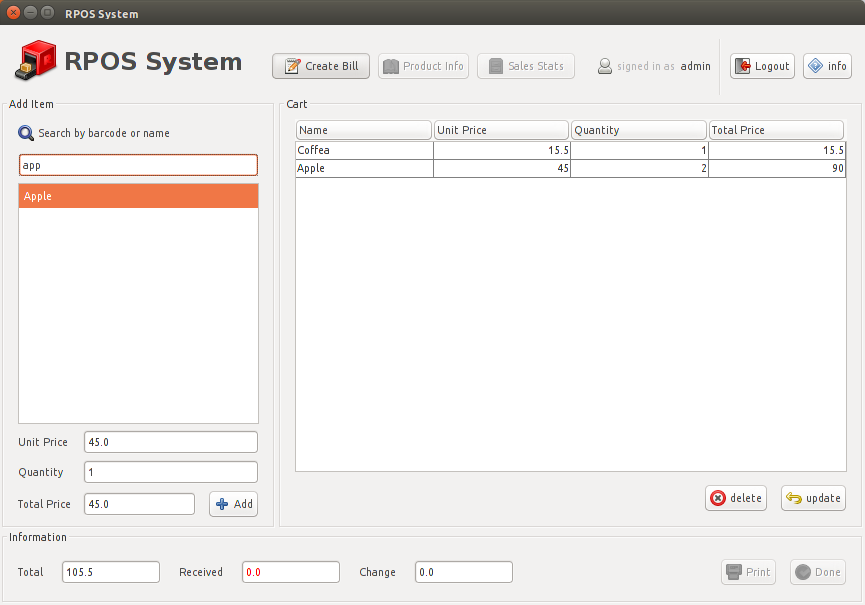 RPOS System
RPOS System
Create Bill
Product Info
Sales Stats
signed in as admin
Logout
info
Add Item
Search by barcode or name
app
Apple
Unit Price 45.0
Quantity 1
Total Price 45.0
Add
Cart
Name Unit Price Quantity Total Price
Coffea 15.5 1 15.5
Apple 45 2 90
delete
update
Information
Total 105.5 Received 0.0 Change 0.0
Print
Done